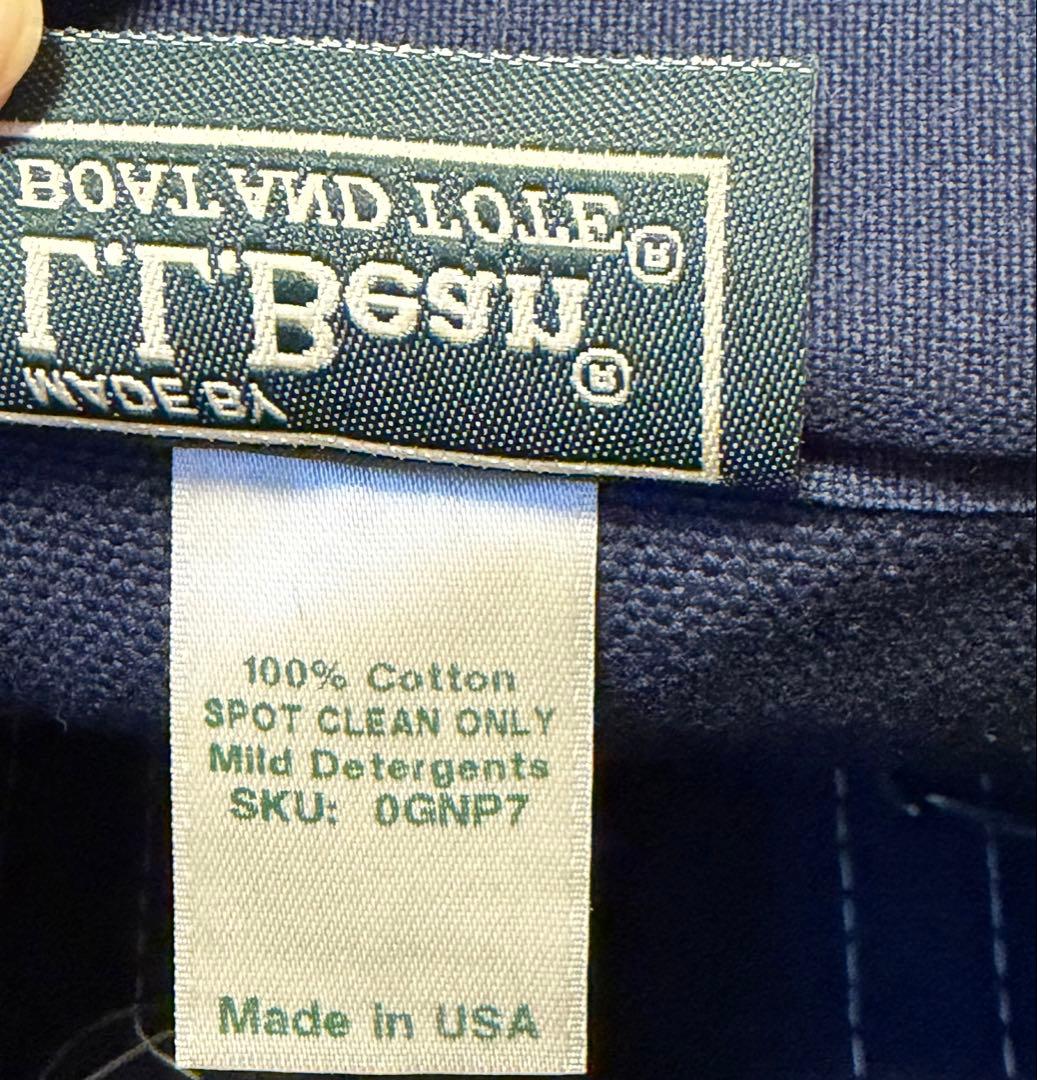 BOAT AND TOTE®
L.L.Bean®
MADE BY
100% Cotton
SPOT CLEAN ONLY
Mild Detergents
SKU: 0GNP7
Made in USA